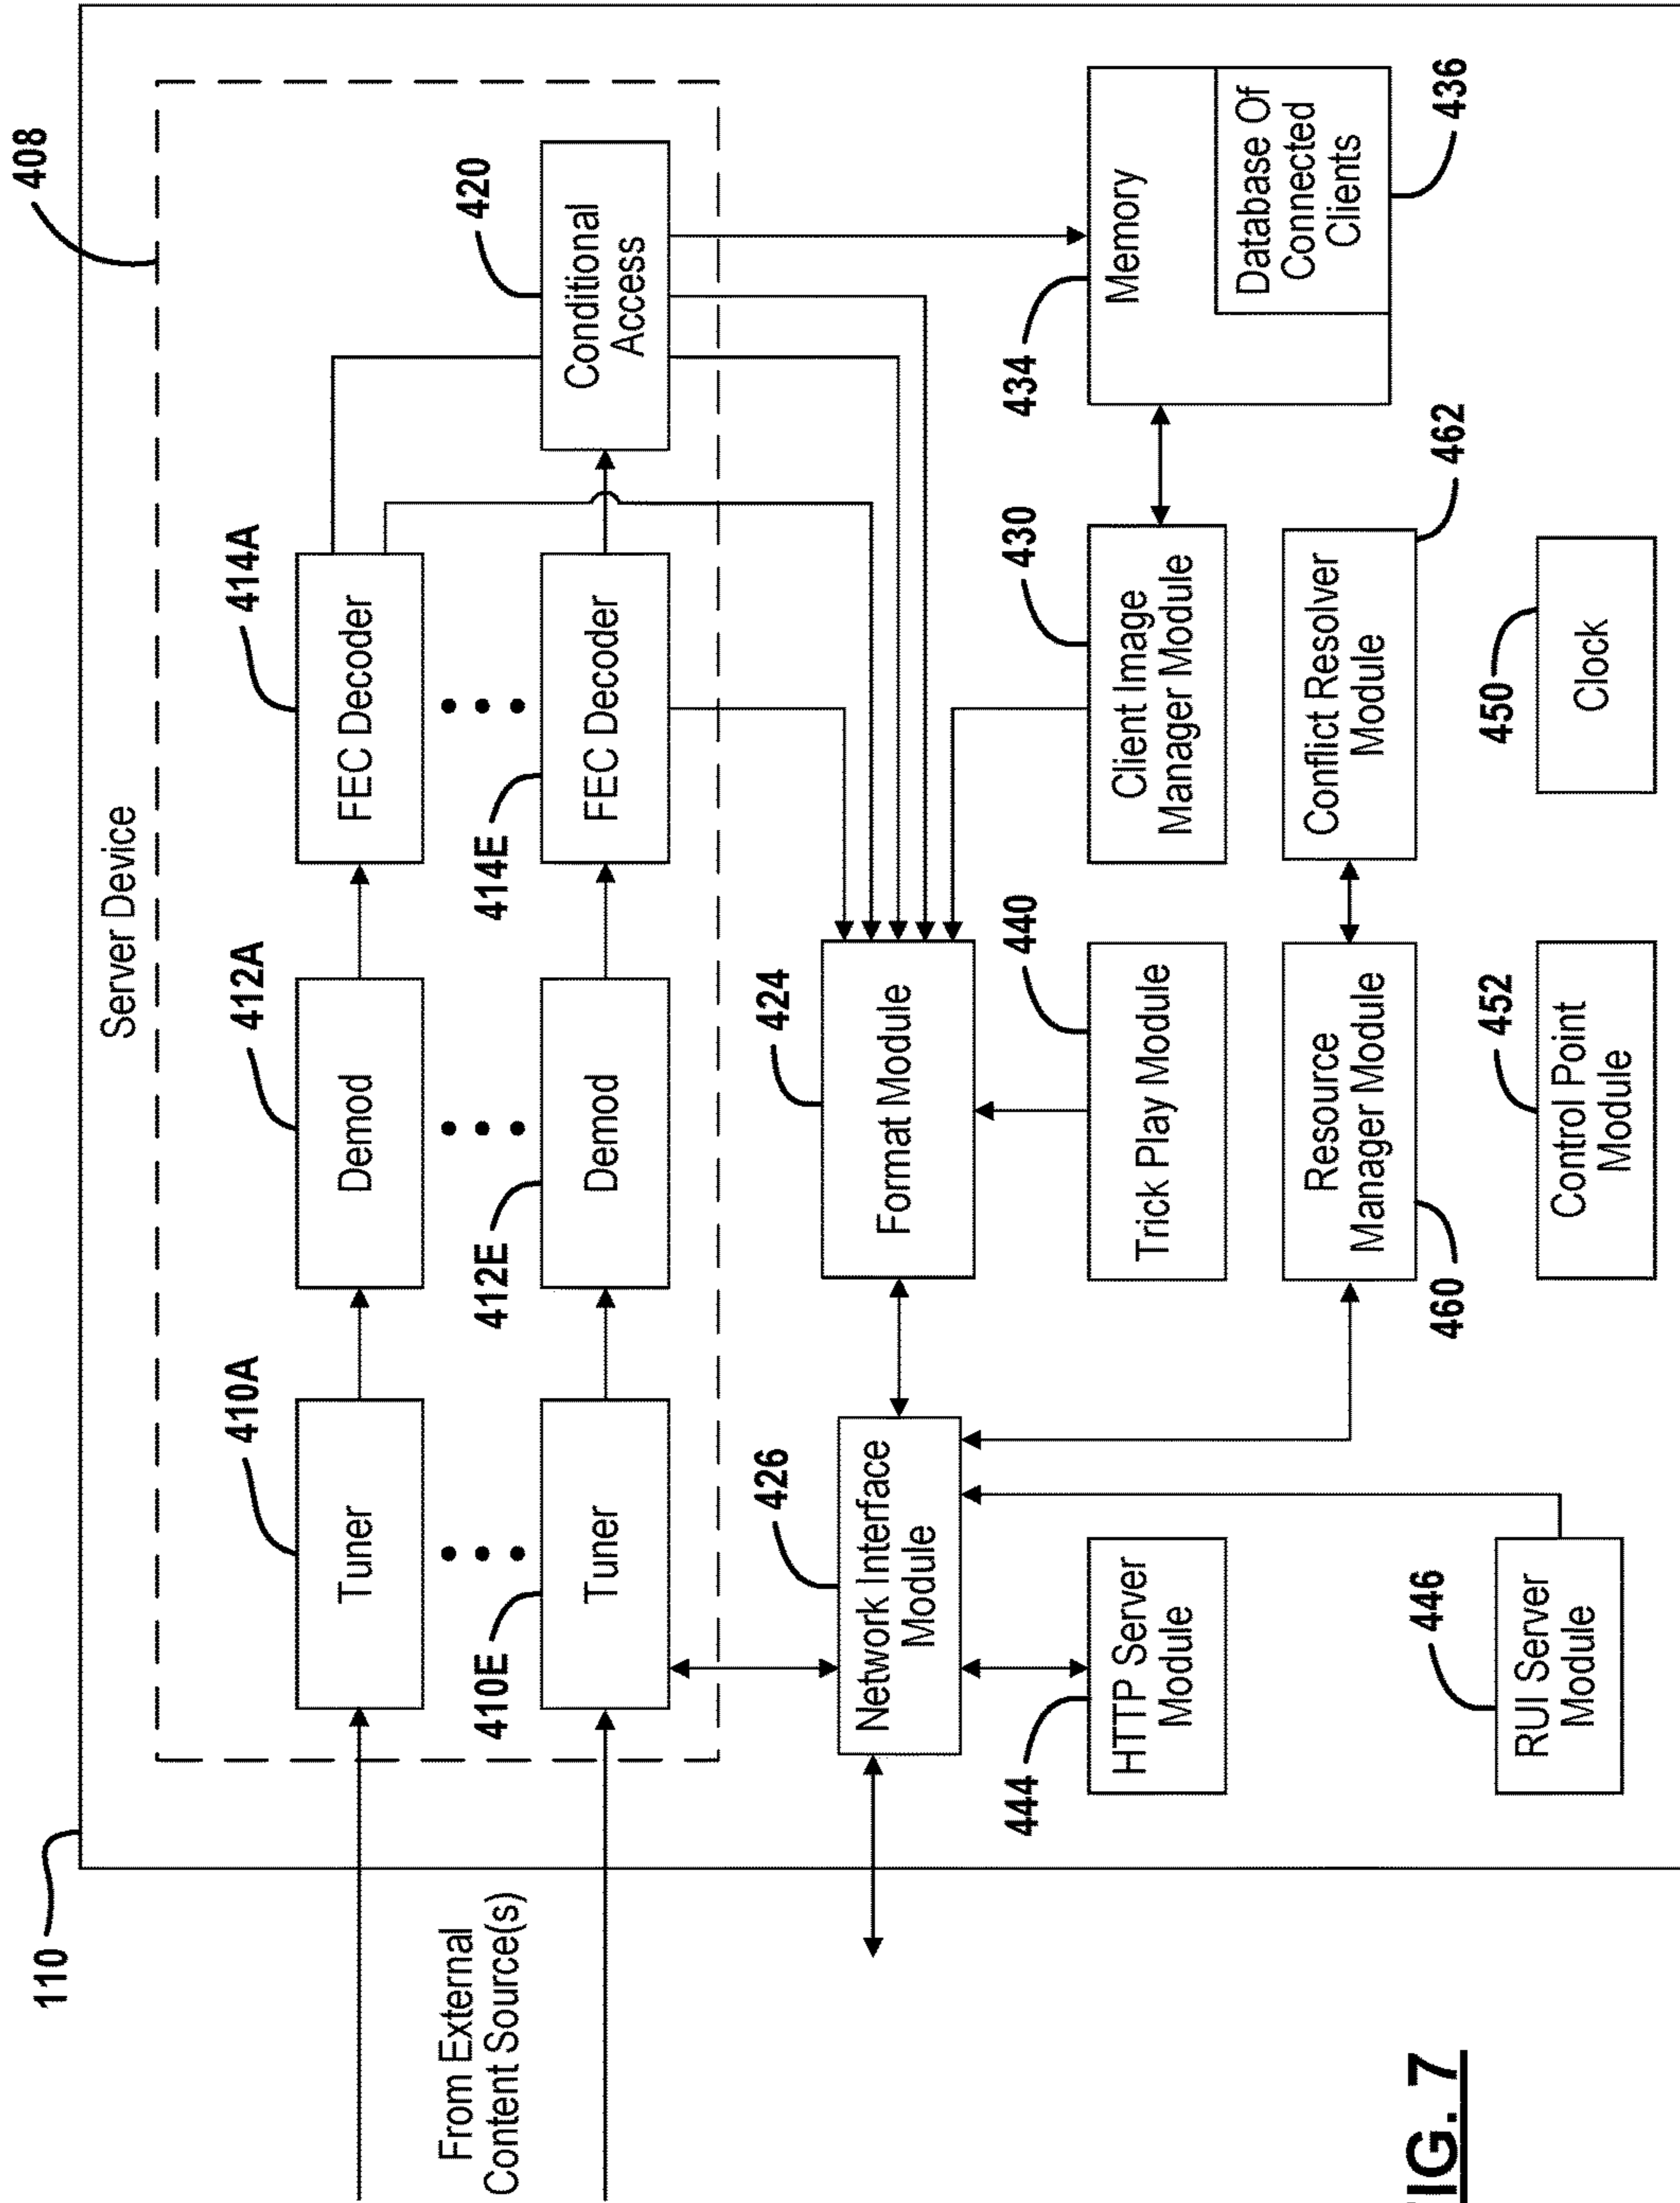 110
Server Device
408
From External
Content Source(s)
410A
Tuner
412A
Demod
414A
FEC Decoder
410E
Tuner
412E
Demod
414E
FEC Decoder
420
Conditional
Access
426
Network Interface
Module
424
Format Module
444
HTTP Server
Module
440
Trick Play Module
430
Client Image
Manager Module
434
Memory
Database Of
Connected
Clients
436
Resource
Manager Module
460
Conflict Resolver
Module
462
446
RUI Server
Module
452
Control Point
Module
450
Clock
IG. 7